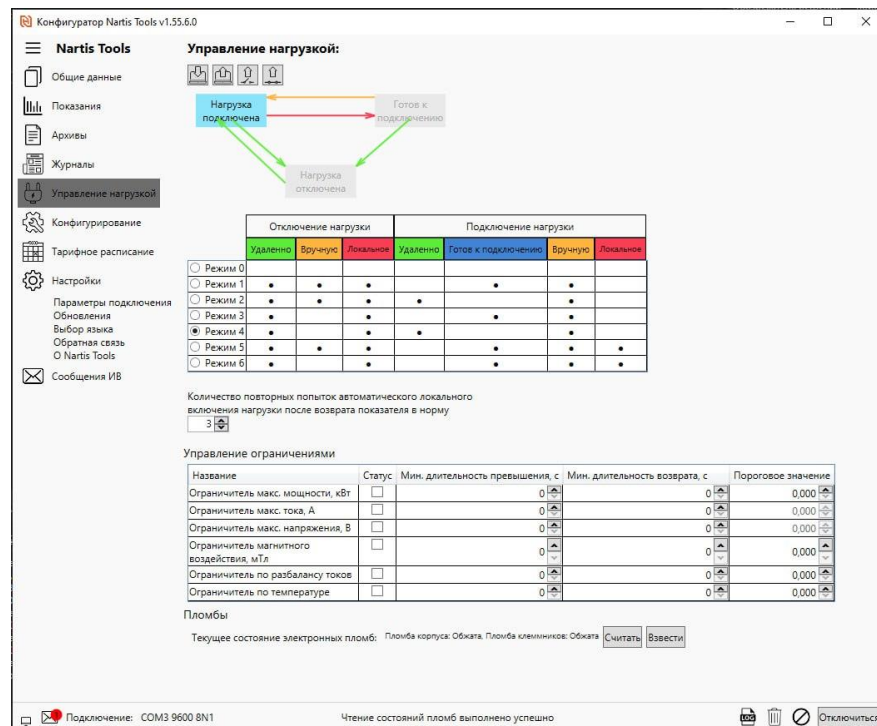 Конфигуратор Nartis Tools v1.55.6.0
Nartis Tools
Общие данные
Показания
Архивы
Журналы
Управление нагрузкой
Конфигурирование
Тарифное расписание
Настройки
Параметры подключения
Обновления
Выбор языка
Обратная связь
О Nartis Tools
Сообщения ИВ
Управление нагрузкой:
Нагрузка
подключена
Готов к
подключению
Нагрузка
отключена
Отключение нагрузки Подключение нагрузки
Удаленно Вручную Локальное Удаленно Готов к подключению Вручную Локальное
Режим 0
Режим 1 • • • • •
Режим 2 • • • • •
Режим 3 • • • •
Режим 4 • • • •
Режим 5 • • • • • •
Режим 6 • • • • •
Количество повторных попыток автоматического локального
включения нагрузки после возврата показателя в норму
3
Управление ограничениями
Название Статус Мин. длительность превышения, с Мин. длительность возврата, с Пороговое значение
Ограничитель макс. мощности, кВт 0 0 0,000
Ограничитель макс. тока, А 0 0 0,000
Ограничитель макс. напряжения, В 0 0 0,000
Ограничитель магнитного
воздействия, мТл 0 0 0,000
Ограничитель по разбалансу токов 0 0 0,000
Ограничитель по температуре 0 0 0,000
Пломбы
Текущее состояние электронных пломб: Пломба корпуса: Обжата, Пломба клеммников: Обжата Считать Взвести
Подключение: COM3 9600 8N1 Чтение состояний пломб выполнено успешно LOG Отключиться